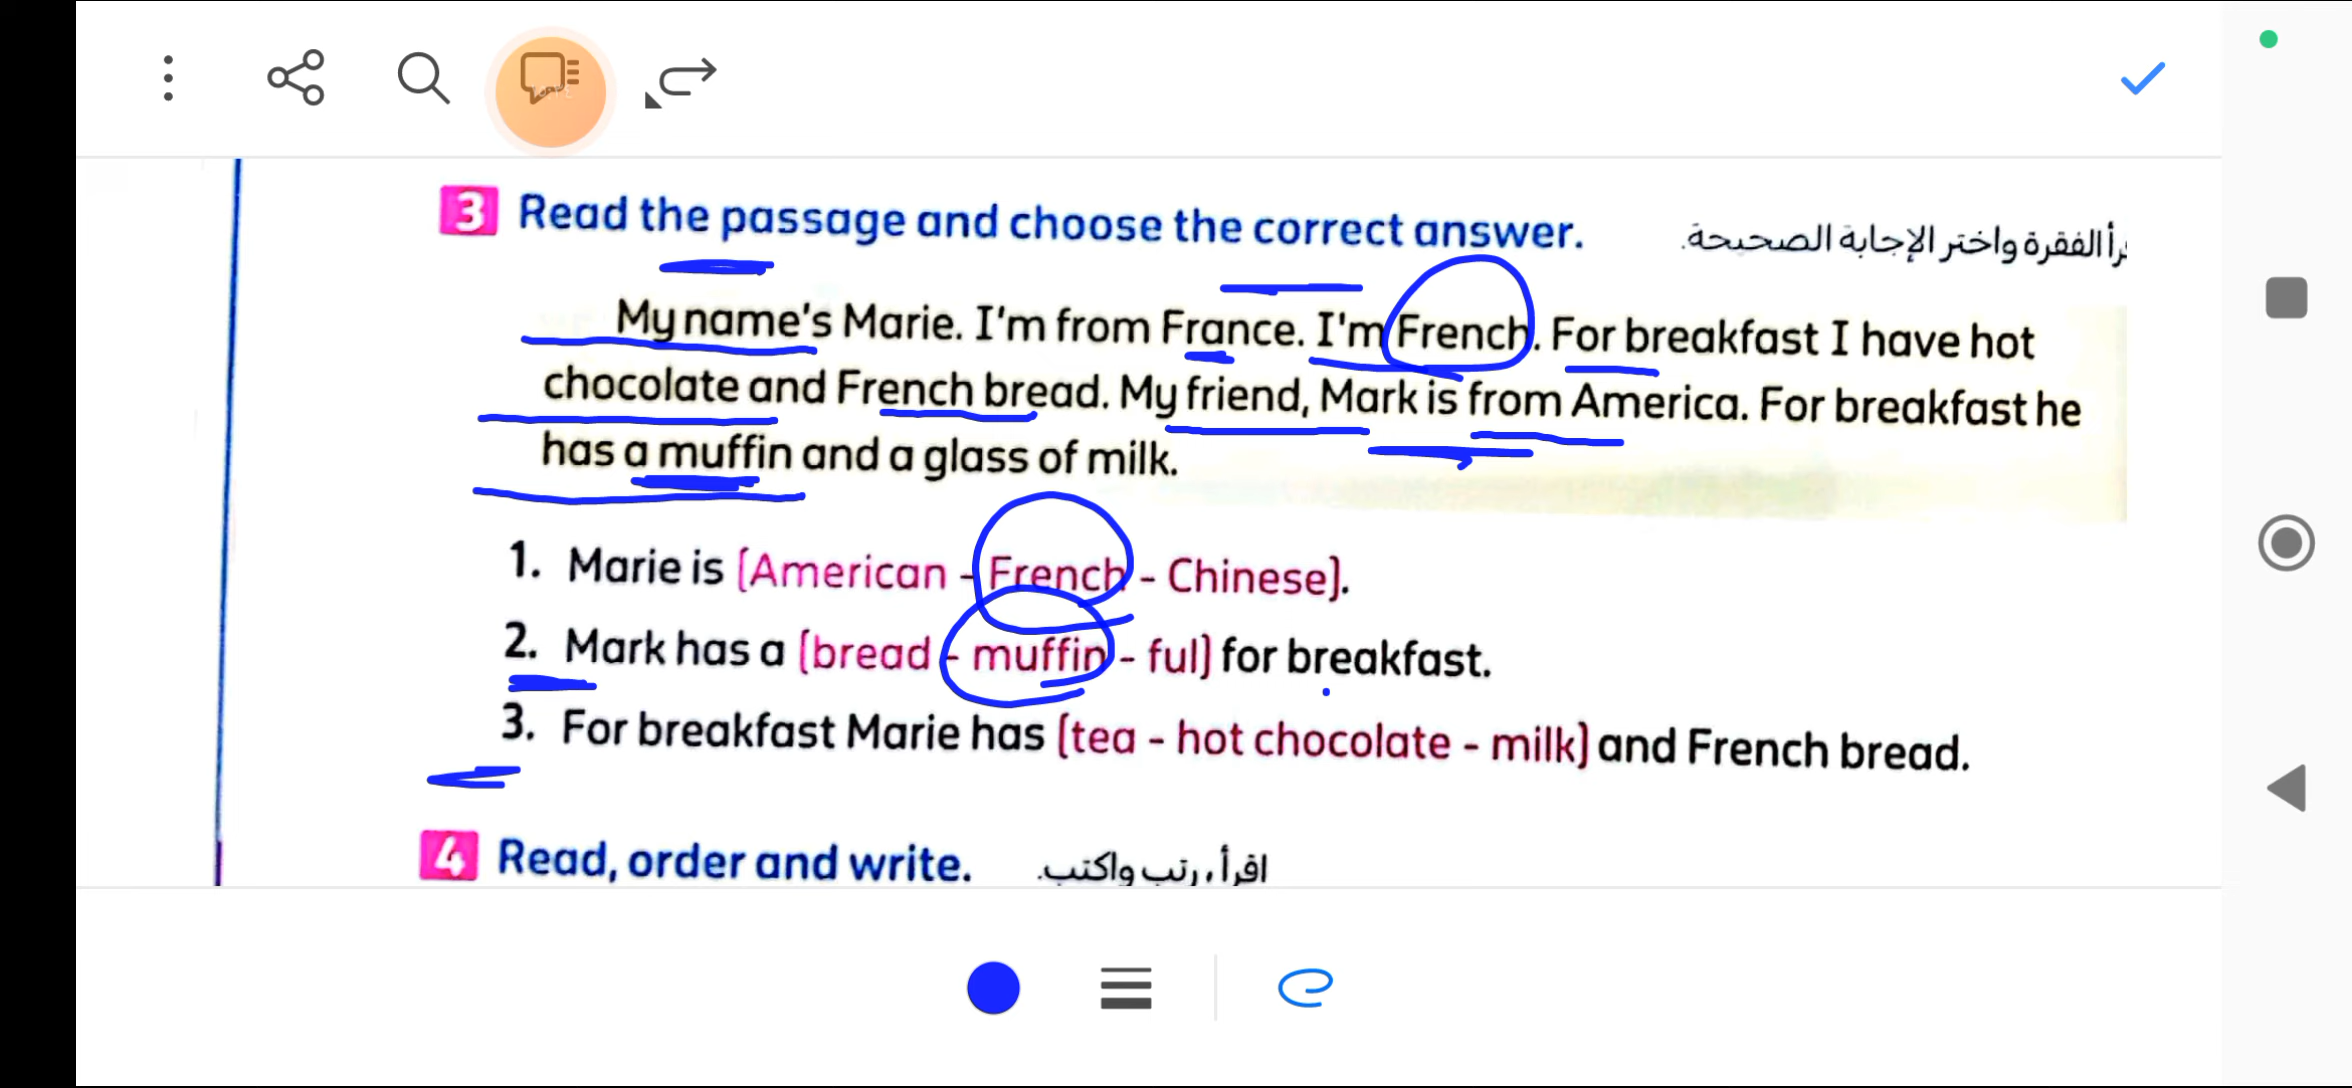 3 Read the passage and choose the correct answer. رأ الفقرة واختر الإجابة الصحيحة.
My name's Marie. I'm from France. I'm French. For breakfast I have hot
chocolate and French bread. My friend, Mark is from America. For breakfast he
has a muffin and a glass of milk.
1. Marie is (American - French - Chinese).
2. Mark has a (bread - muffin - ful) for breakfast.
3. For breakfast Marie has (tea - hot chocolate - milk) and French bread.
4 Read, order and write. اقرأ، رتب واكتب.